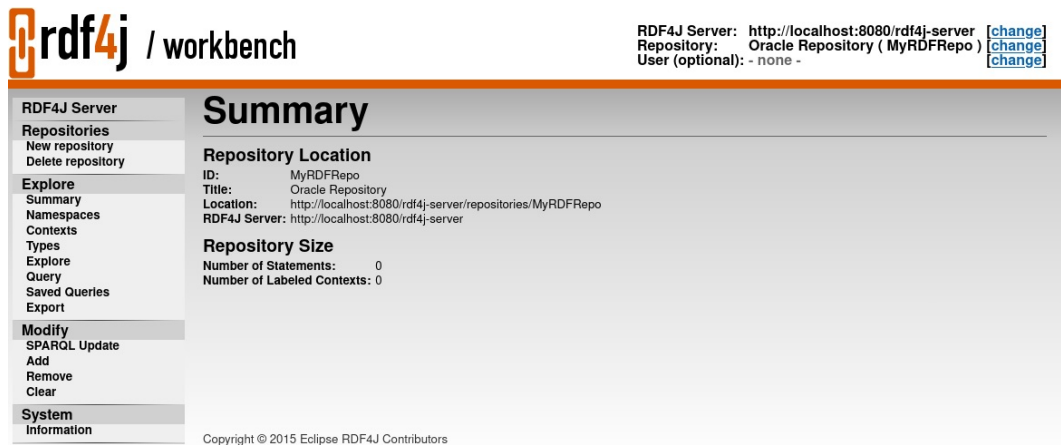 rdf4j / workbench
RDF4J Server: http://localhost:8080/rdf4j-server [change]
Repository: Oracle Repository ( MyRDFRepo ) [change]
User (optional): - none - [change]
RDF4J Server
Repositories
New repository
Delete repository
Explore
Summary
Namespaces
Contexts
Types
Explore
Query
Saved Queries
Export
Modify
SPARQL Update
Add
Remove
Clear
System
Information
Summary
Repository Location
ID: MyRDFRepo
Title: Oracle Repository
Location: http://localhost:8080/rdf4j-server/repositories/MyRDFRepo
RDF4J Server: http://localhost:8080/rdf4j-server
Repository Size
Number of Statements: 0
Number of Labeled Contexts: 0
Copyright © 2015 Eclipse RDF4J Contributors